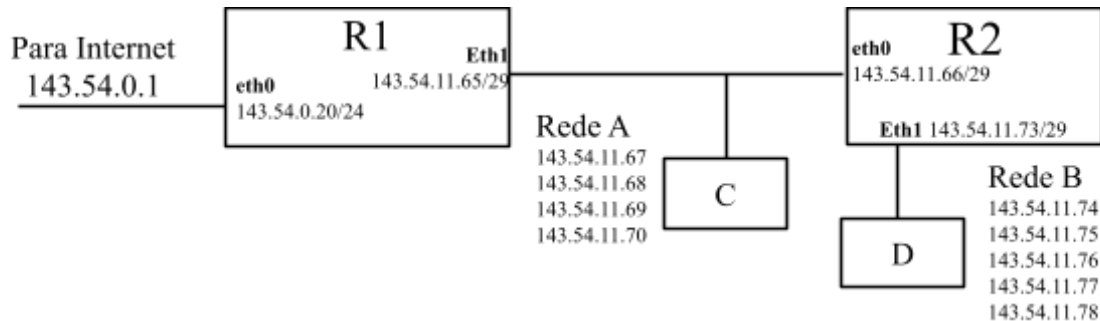 Para Internet
143.54.0.1
R1
Eth1
143.54.11.65/29
eth0
143.54.0.20/24
Rede A
143.54.11.67
143.54.11.68
143.54.11.69
143.54.11.70
C
R2
eth0
143.54.11.66/29
Eth1 143.54.11.73/29
D
Rede B
143.54.11.74
143.54.11.75
143.54.11.76
143.54.11.77
143.54.11.78